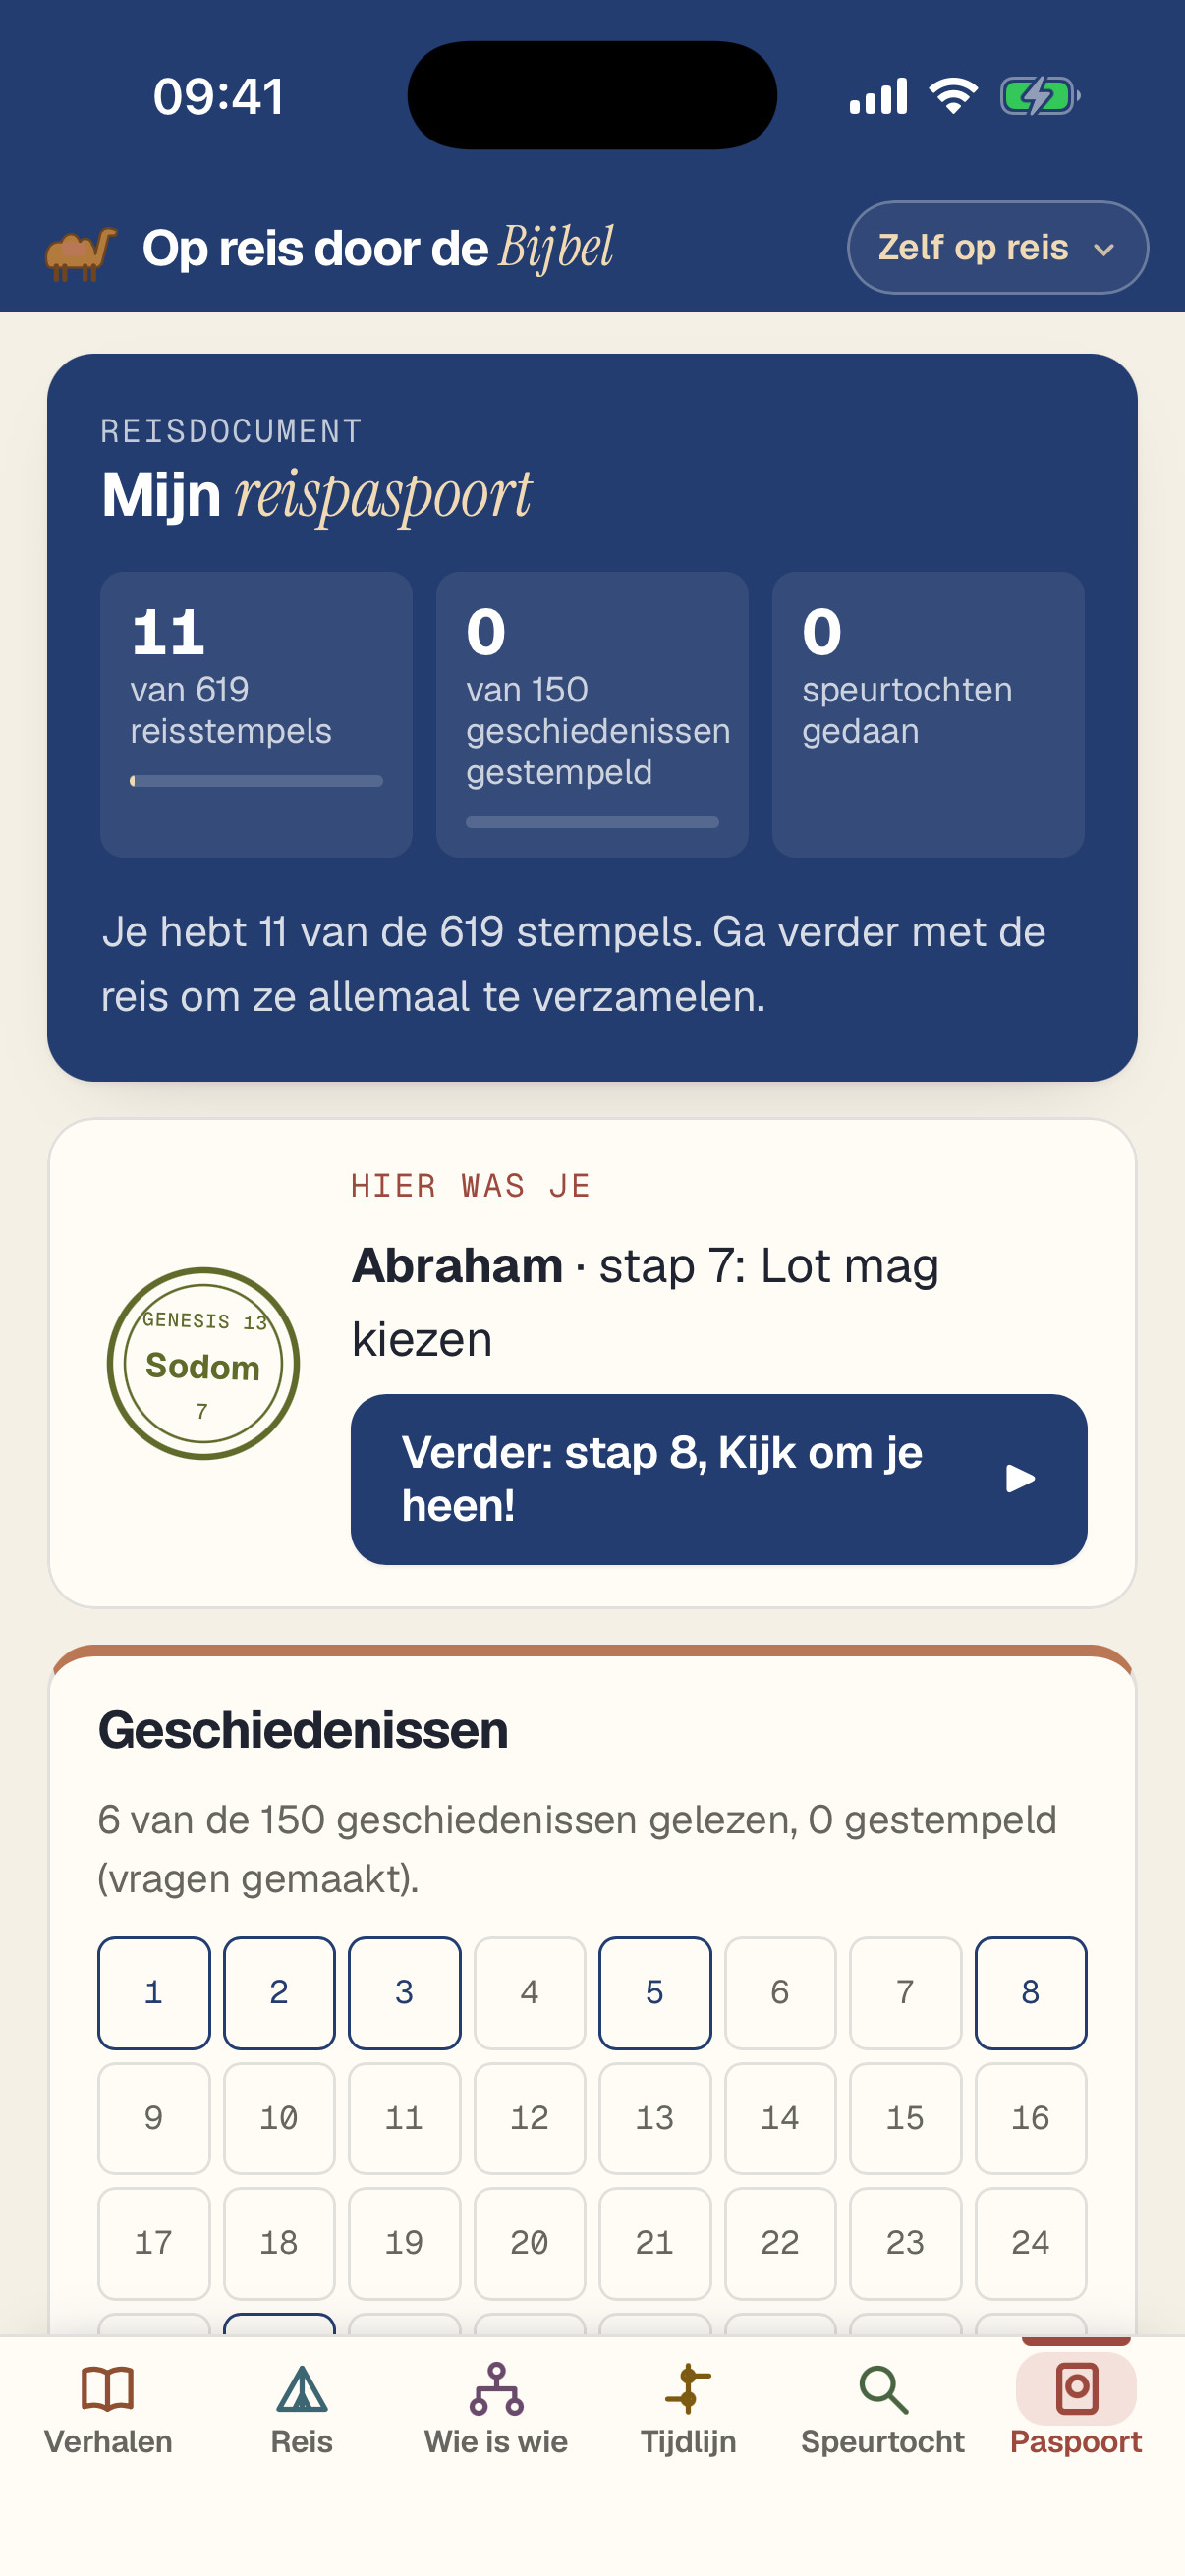 09:41
Op reis door de Bijbel
Zelf op reis
REISDOCUMENT
Mijn reispaspoort
11
van 619
reisstempels
0
van 150
geschiedenissen
gestempeld
0
speurtochten
gedaan
Je hebt 11 van de 619 stempels. Ga verder met de
reis om ze allemaal te verzamelen.
HIER WAS JE
GENESIS 13
Sodom
7
Abraham · stap 7: Lot mag
kiezen
Verder: stap 8, Kijk om je
heen!
Geschiedenissen
6 van de 150 geschiedenissen gelezen, 0 gestempeld
(vragen gemaakt).
1 2 3 4 5 6 7 8
9 10 11 12 13 14 15 16
17 18 19 20 21 22 23 24
Verhalen Reis Wie is wie Tijdlijn Speurtocht Paspoort